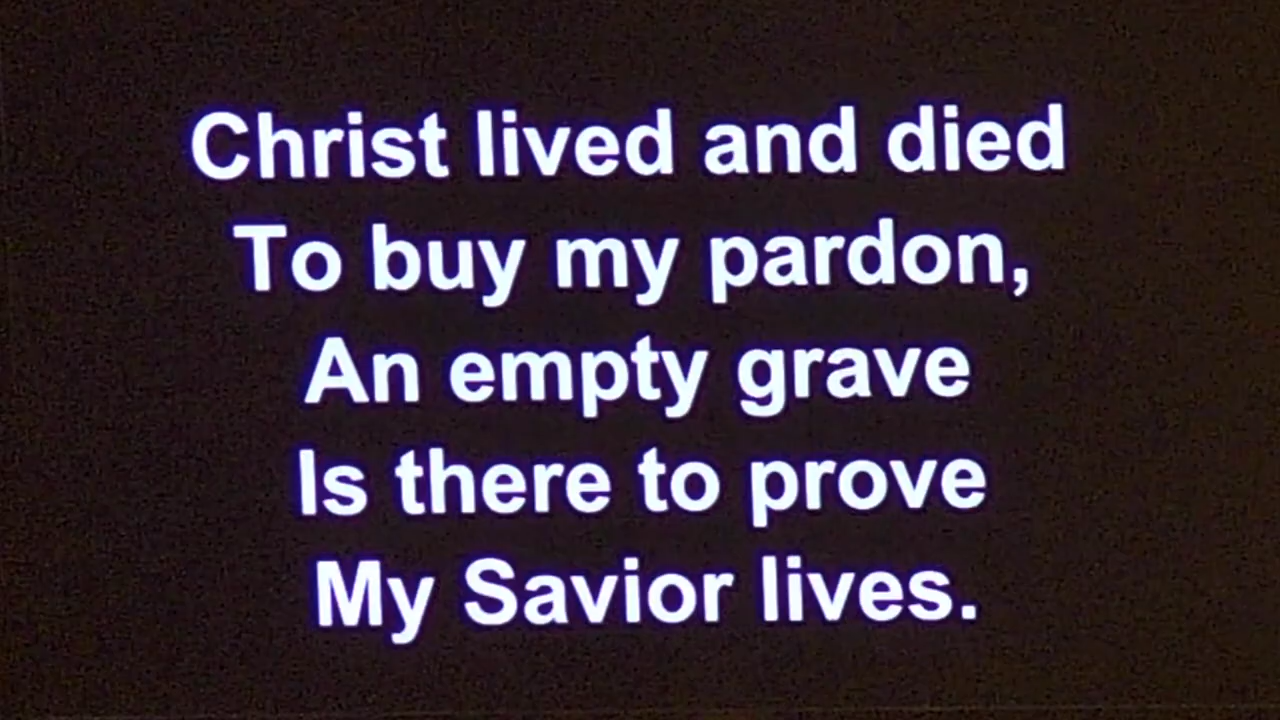 Christ lived and died
To buy my pardon,
An empty grave
Is there to prove
My Savior lives.